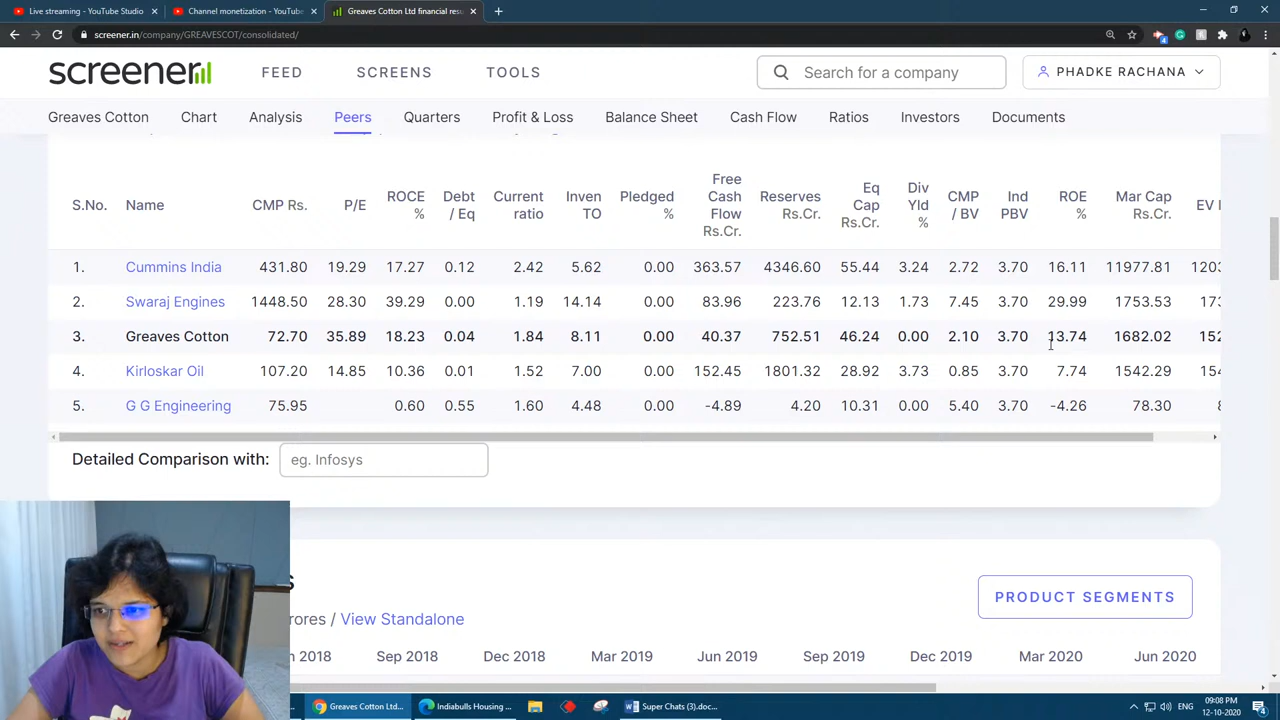 Live streaming - YouTube Studio
Channel monetization - YouTube
Greaves Cotton Ltd financial resu
screener.in/company/GREAVESCOT/consolidated/
screener
FEED SCREENS TOOLS
Search for a company
PHADKE RACHANA
Greaves Cotton Chart Analysis Peers Quarters Profit & Loss Balance Sheet Cash Flow Ratios Investors Documents
S.No. Name CMP Rs. P/E ROCE % Debt / Eq Current ratio Inven TO Pledged % Free Cash Flow Rs.Cr. Reserves Rs.Cr. Eq Cap Rs.Cr. Div Yld % CMP / BV Ind PBV ROE % Mar Cap Rs.Cr. EV
1. Cummins India 431.80 19.29 17.27 0.12 2.42 5.62 0.00 363.57 4346.60 55.44 3.24 2.72 3.70 16.11 11977.81 1203
2. Swaraj Engines 1448.50 28.30 39.29 0.00 1.19 14.14 0.00 83.96 223.76 12.13 1.73 7.45 3.70 29.99 1753.53 173
3. Greaves Cotton 72.70 35.89 18.23 0.04 1.84 8.11 0.00 40.37 752.51 46.24 0.00 2.10 3.70 13.74 1682.02 152
4. Kirloskar Oil 107.20 14.85 10.36 0.01 1.52 7.00 0.00 152.45 1801.32 28.92 3.73 0.85 3.70 7.74 1542.29 154
5. G G Engineering 75.95 0.60 0.55 1.60 4.48 0.00 -4.89 4.20 10.31 0.00 5.40 3.70 -4.26 78.30 8
Detailed Comparison with: eg. Infosys
PRODUCT SEGMENTS
rores / View Standalone
2018 Sep 2018 Dec 2018 Mar 2019 Jun 2019 Sep 2019 Dec 2019 Mar 2020 Jun 2020
Greaves Cotton Ltd... Indiabulls Housing ... Super Chats (3).doc...
09:08 PM
12-10-2020